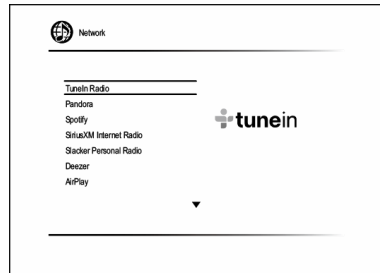 Network
TuneIn Radio
tunein
Pandora
Spotify
SiriusXM Internet Radio
Slacker Personal Radio
Deezer
AirPlay